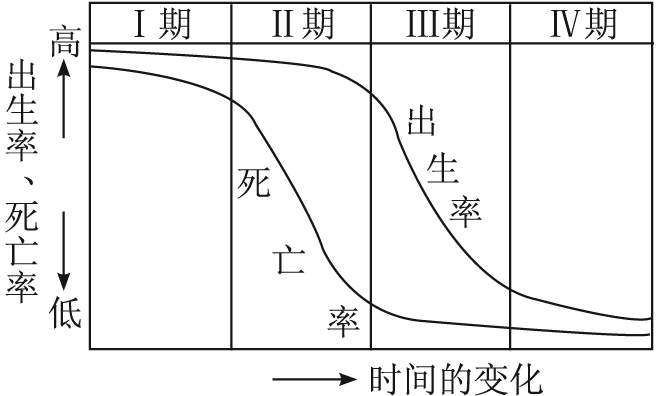 Ⅰ期 Ⅱ期 Ⅲ期 Ⅳ期
高
出生率、死亡率
低
出生率
死亡率
时间的变化